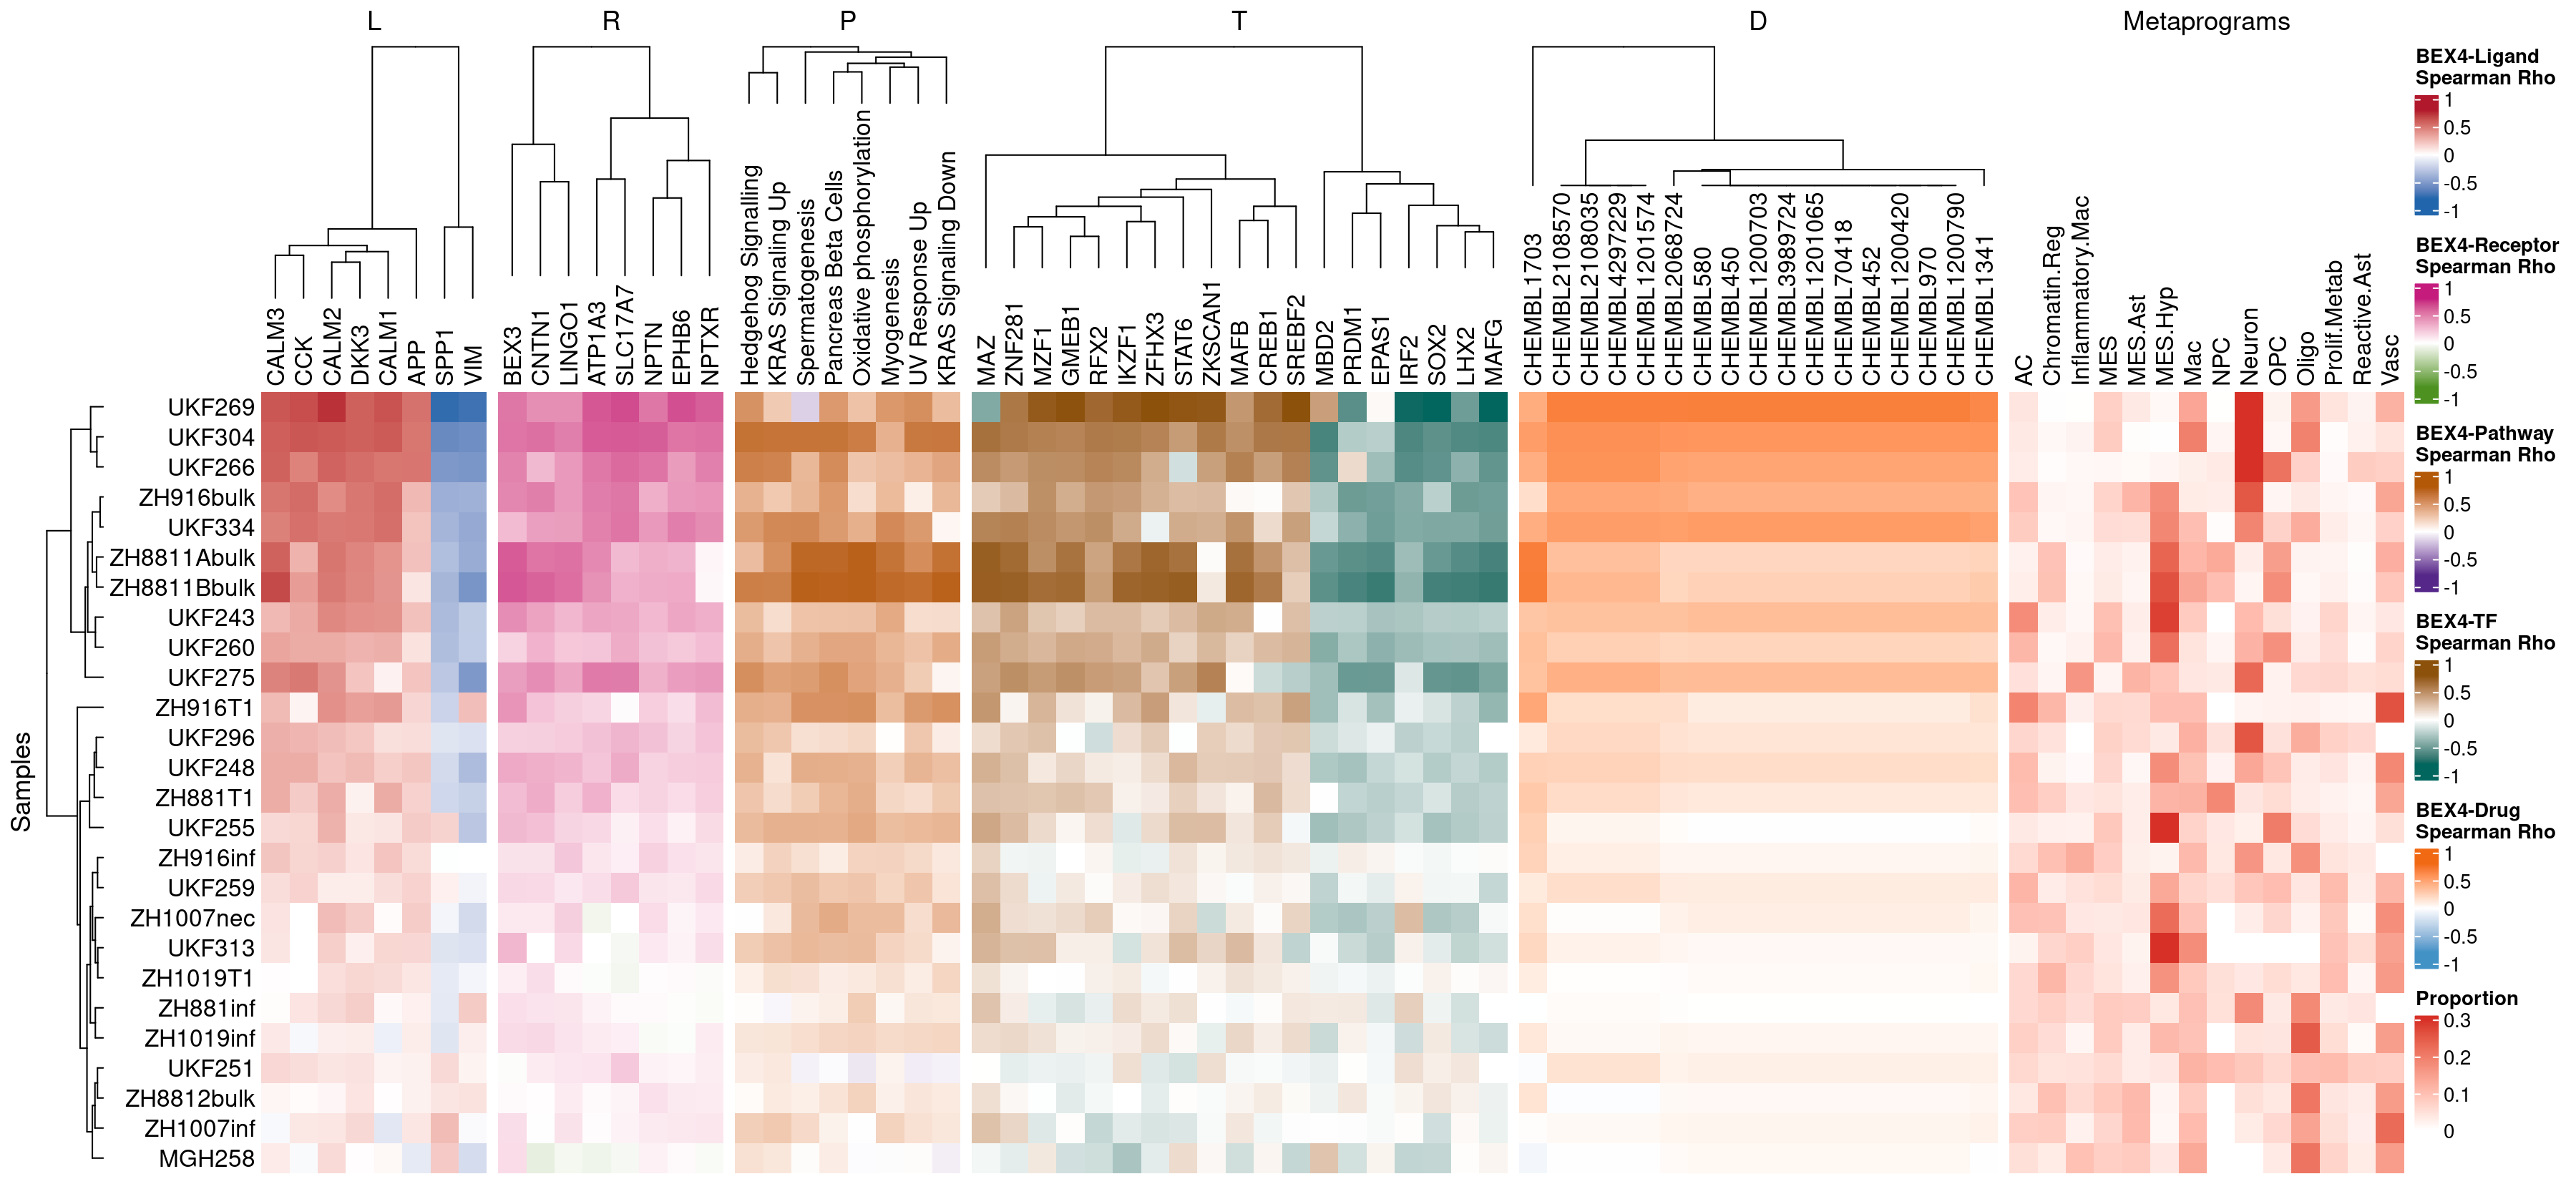 L
R
P
T
D
Metaprograms
CALM3
CCK
CALM2
DKK3
CALM1
APP
SPP1
VIM
BEX3
CNTN1
LINGO1
ATP1A3
SLC17A7
NPTN
EPHB6
NPTXR
Hedgehog Signalling
KRAS Signaling Up
Spermatogenesis
Pancreas Beta Cells
Oxidative phosphorylation
Myogenesis
UV Response Up
KRAS Signaling Down
MAZ
ZNF281
MZF1
GMEB1
RFX2
IKZF1
ZFHX3
STAT6
ZKSCAN1
MAFB
CREB1
SREBF2
MBD2
PRDM1
EPAS1
IRF2
SOX2
LHX2
MAFG
CHEMBL1703
CHEMBL2108570
CHEMBL2108035
CHEMBL4297229
CHEMBL1201574
CHEMBL2068724
CHEMBL580
CHEMBL450
CHEMBL1200703
CHEMBL3989724
CHEMBL1201065
CHEMBL70418
CHEMBL452
CHEMBL1200420
CHEMBL970
CHEMBL1200790
CHEMBL1341
AC
Chromatin.Reg
Inflammatory.Mac
MES
MES.Ast
MES.Hyp
Mac
NPC
Neuron
OPC
Oligo
Prolif.Metab
Reactive.Ast
Vasc
Samples
UKF269
UKF304
UKF266
ZH916bulk
UKF334
ZH8811Abulk
ZH8811Bbulk
UKF243
UKF260
UKF275
ZH916T1
UKF296
UKF248
ZH881T1
UKF255
ZH916inf
UKF259
ZH1007nec
UKF313
ZH1019T1
ZH881inf
ZH1019inf
UKF251
ZH8812bulk
ZH1007inf
MGH258
BEX4-Ligand
Spearman Rho
1
0.5
0
-0.5
-1
BEX4-Receptor
Spearman Rho
1
0.5
0
-0.5
-1
BEX4-Pathway
Spearman Rho
1
0.5
0
-0.5
-1
BEX4-TF
Spearman Rho
1
0.5
0
-0.5
-1
BEX4-Drug
Spearman Rho
1
0.5
0
-0.5
-1
Proportion
0.3
0.2
0.1
0